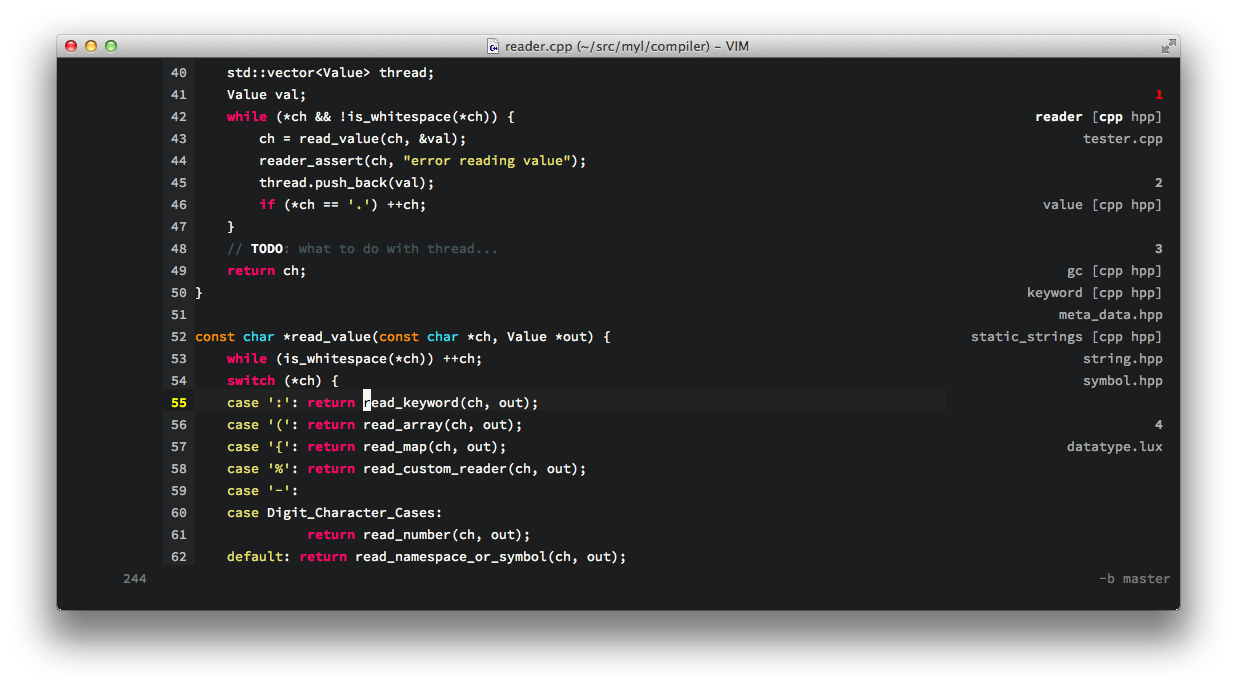 reader.cpp (~/src/myl/compiler) – VIM
40    std::vector<Value> thread;
41    Value val;
1
42    while (*ch && !is_whitespace(*ch)) {
reader [cpp hpp]
43        ch = read_value(ch, &val);
tester.cpp
44        reader_assert(ch, "error reading value");
45        thread.push_back(val);
2
46        if (*ch == '.') ++ch;
value [cpp hpp]
47    }
48    // TODO: what to do with thread...
3
49    return ch;
gc [cpp hpp]
50 }
keyword [cpp hpp]
51
meta_data.hpp
52 const char *read_value(const char *ch, Value *out) {
static_strings [cpp hpp]
53    while (is_whitespace(*ch)) ++ch;
string.hpp
54    switch (*ch) {
symbol.hpp
55    case ':': return read_keyword(ch, out);
56    case '(': return read_array(ch, out);
4
57    case '{': return read_map(ch, out);
datatype.lux
58    case '%': return read_custom_reader(ch, out);
59    case '-':
60    case Digit_Character_Cases:
61              return read_number(ch, out);
62    default: return read_namespace_or_symbol(ch, out);
244
-b master